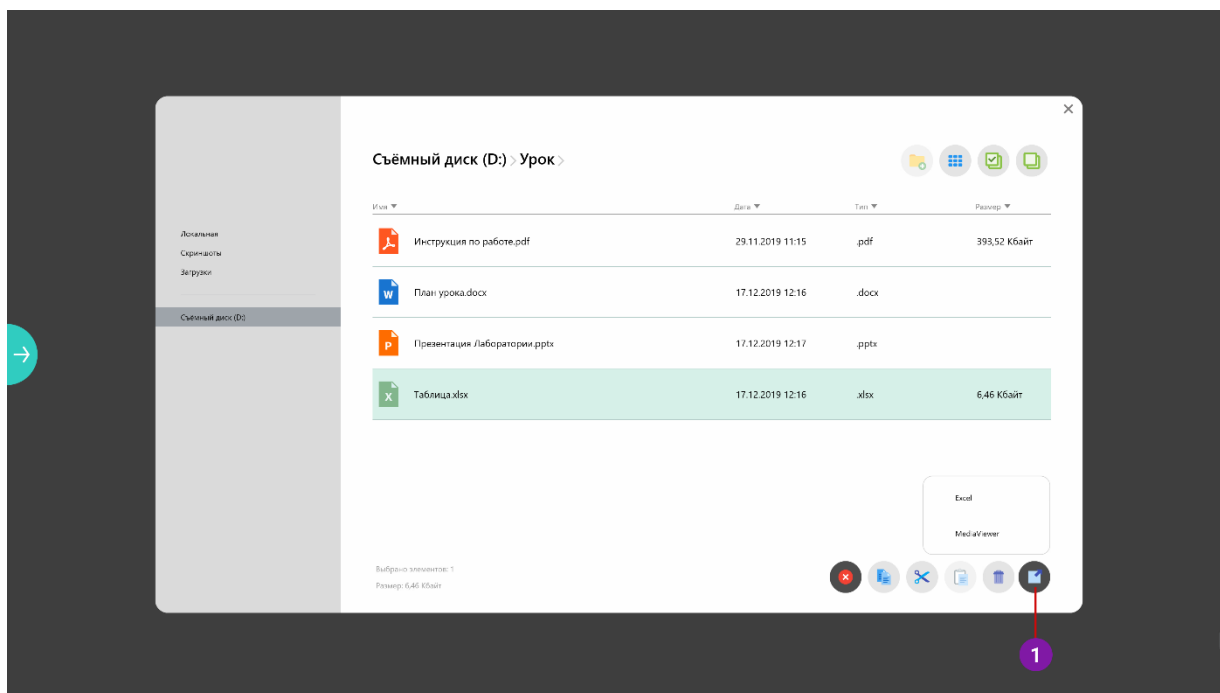 Съёмный диск (D:) > Урок >
Имя ▼ Дата ▼ Тип ▼ Размер ▼
Локальная
Скриншоты
Загрузки
Съёмный диск (D:)
Инструкция по работе.pdf 29.11.2019 11:15 .pdf 393,52 Кбайт
W План урока.docx 17.12.2019 12:16 .docx
P Презентация Лаборатории.pptx 17.12.2019 12:17 .pptx
X Таблица.xlsx 17.12.2019 12:16 .xlsx 6,46 Кбайт
Excel
MediaViewer
Выбрано элементов: 1
Размер: 6,46 Кбайт
1